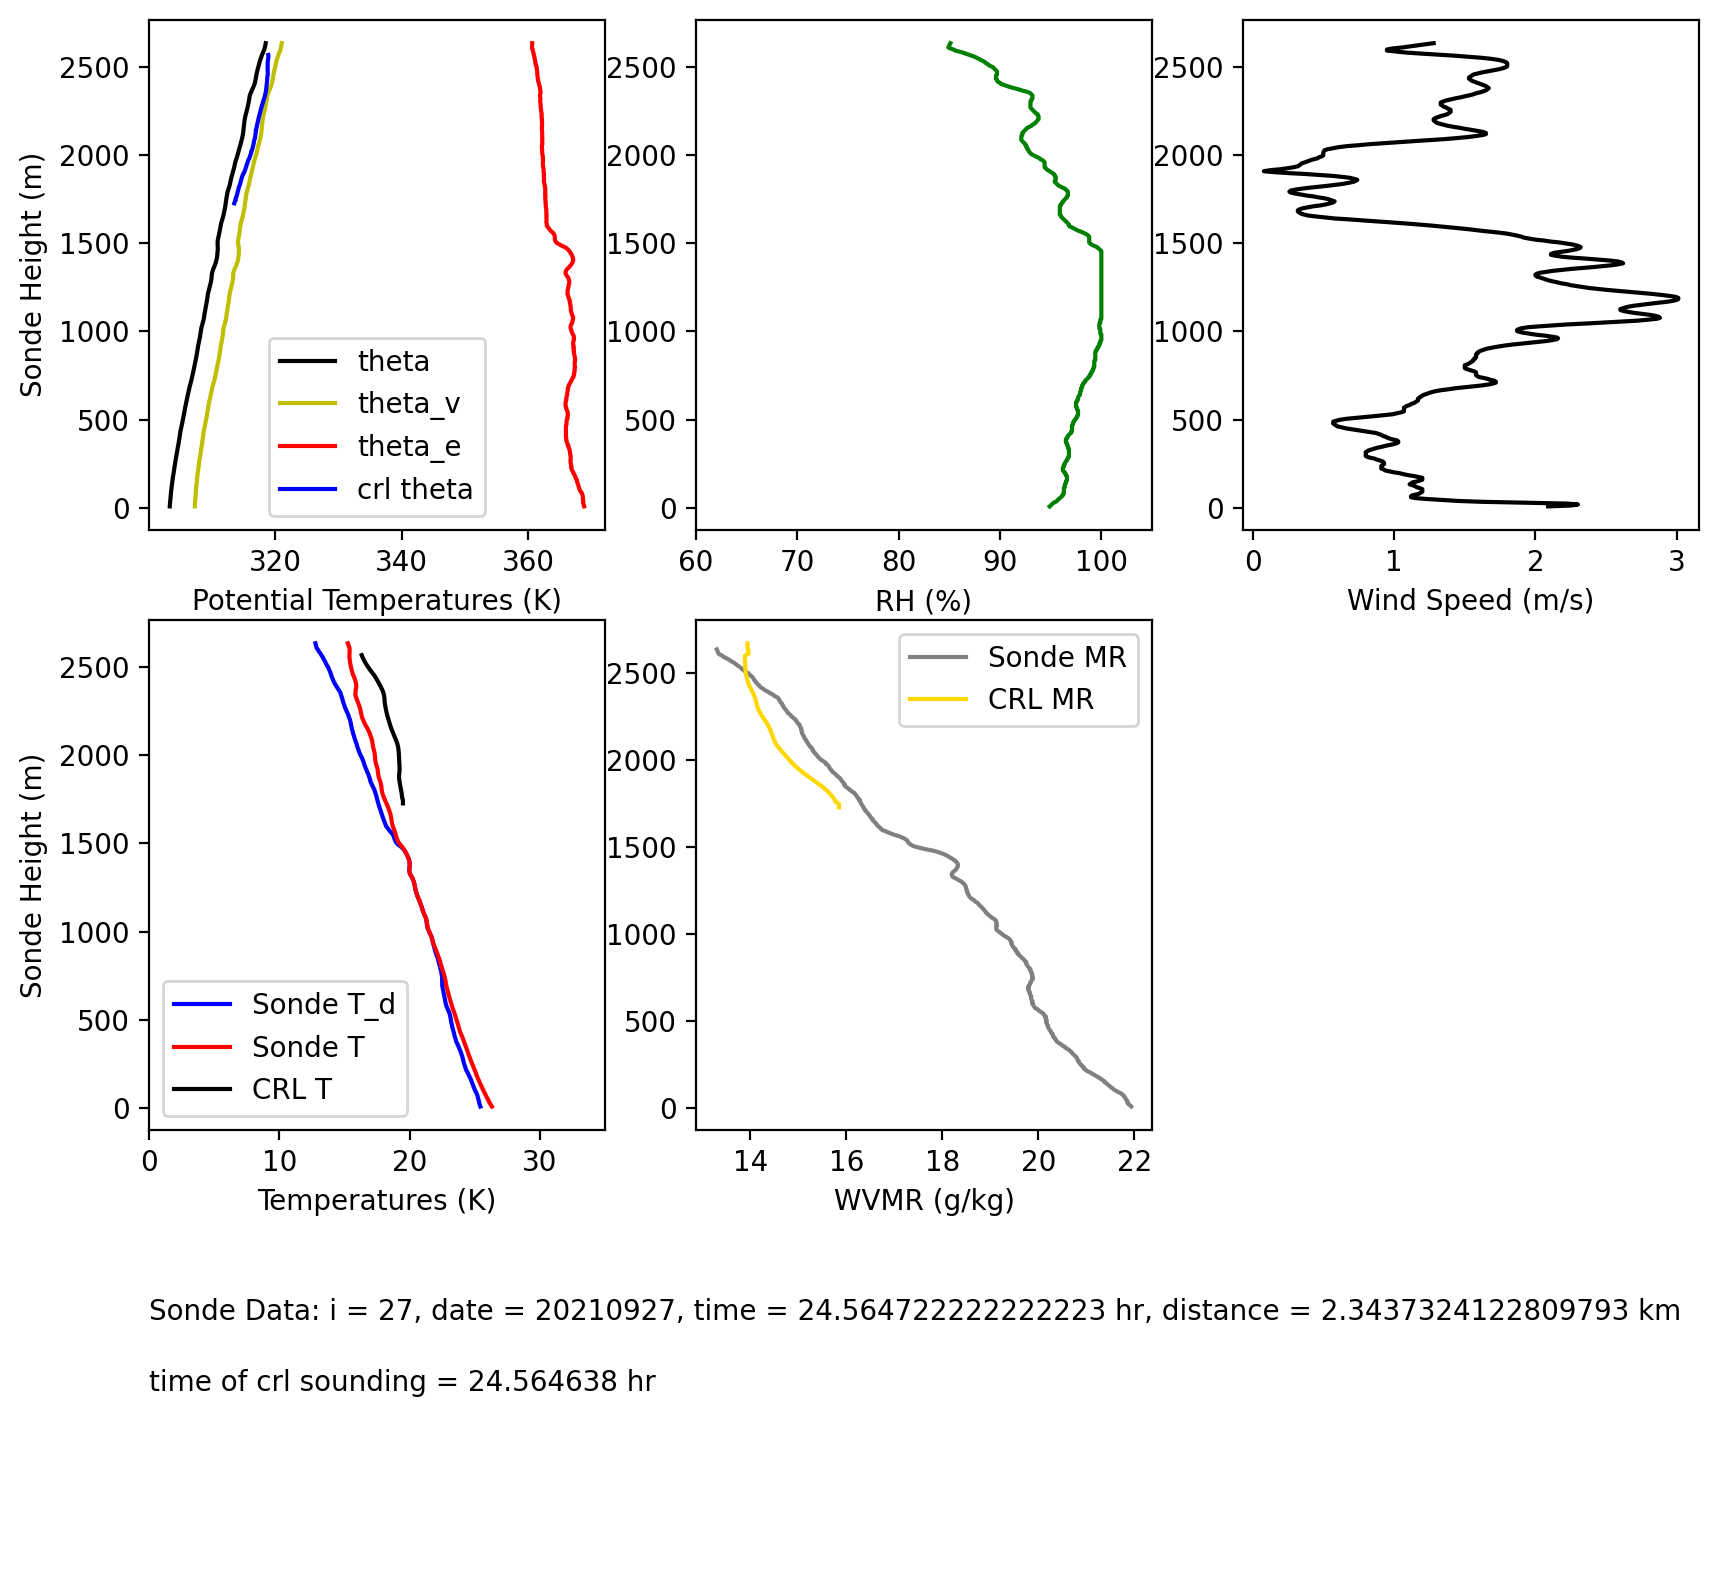 2500
2000
1500
1000
500
0
Sonde Height (m)
theta
theta_v
theta_e
crl theta
320 340 360
Potential Temperatures (K)
2500
2000
1500
1000
500
0
60 70 80 90 100
RH (%)
2500
2000
1500
1000
500
0
0 1 2 3
Wind Speed (m/s)
2500
2000
1500
1000
500
0
Sonde Height (m)
Sonde T_d
Sonde T
CRL T
0 10 20 30
Temperatures (K)
2500
2000
1500
1000
500
0
Sonde MR
CRL MR
14 16 18 20 22
WVMR (g/kg)
Sonde Data: i = 27, date = 20210927, time = 24.564722222222223 hr, distance = 2.3437324122809793 km
time of crl sounding = 24.564638 hr